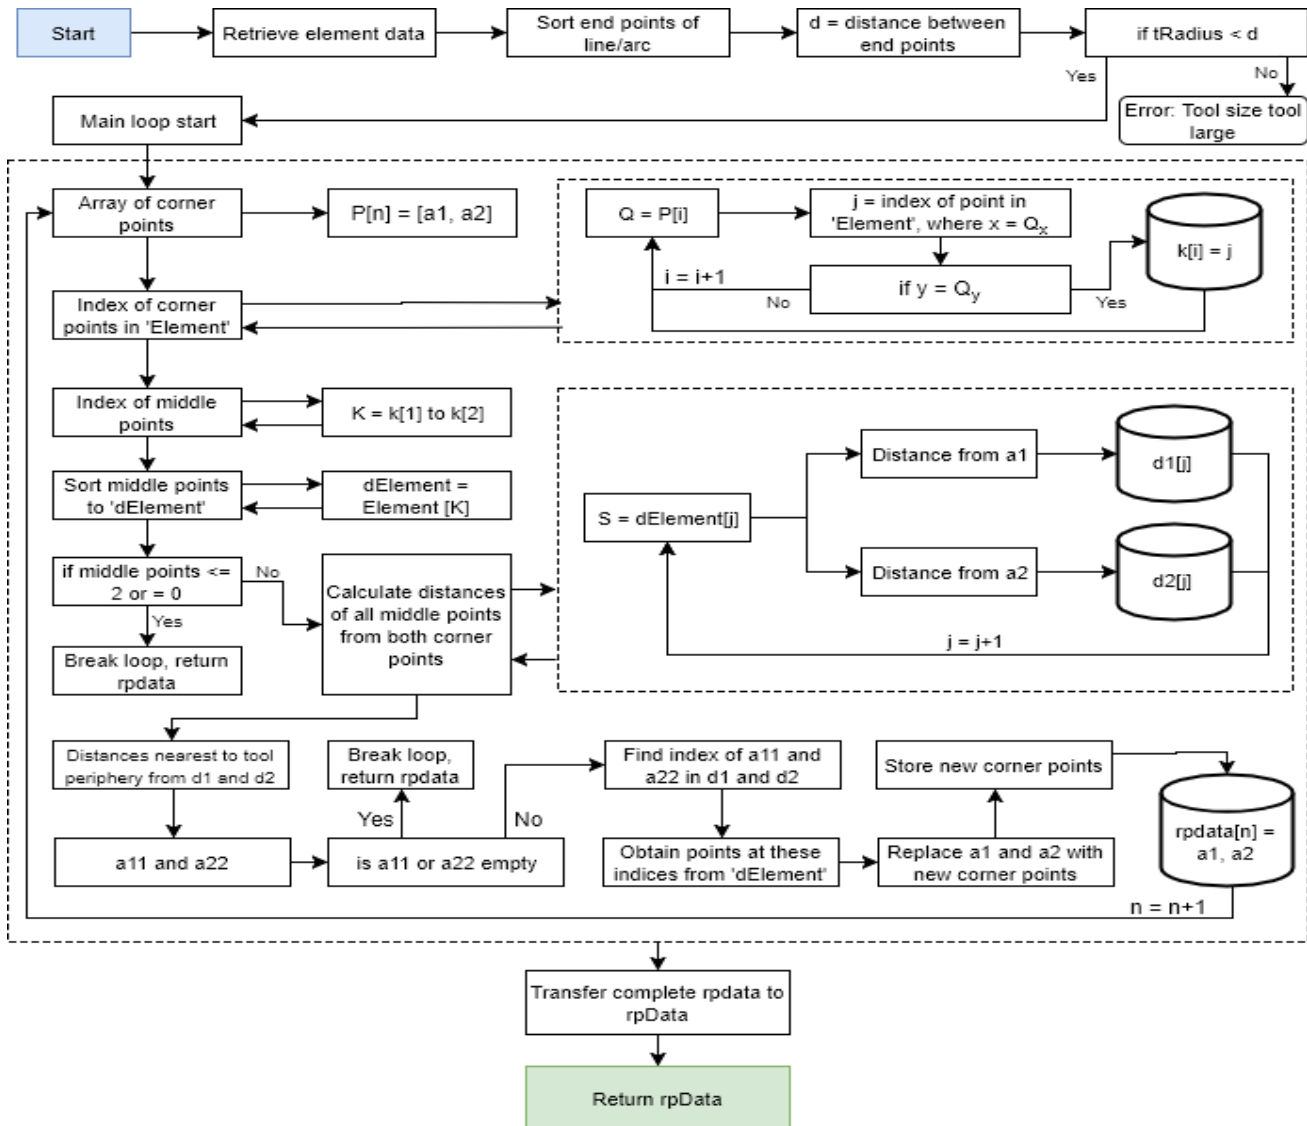 Start
Retrieve element data
Sort end points of
line/arc
d = distance between
end points
if tRadius < d
Yes
No
Error: Tool size tool
large
Main loop start
Array of corner
points
P[n] = [a1, a2]
Q = P[i]
j = index of point in
'Element', where x = Qx
k[i] = j
i = i+1
No
if y = Qy
Yes
Index of corner
points in 'Element'
Index of middle
points
K = k[1] to k[2]
Sort middle points
to 'dElement'
dElement =
Element [K]
S = dElement[j]
Distance from a1
d1[j]
Distance from a2
d2[j]
j = j+1
if middle points <=
2 or = 0
No
Yes
Calculate distances
of all middle points
from both corner
points
Break loop, return
rpdata
Distances nearest to tool
periphery from d1 and d2
Break loop,
return rpdata
Find index of a11 and
a22 in d1 and d2
Store new corner points
Yes
No
a11 and a22
is a11 or a22 empty
Obtain points at these
indices from 'dElement'
Replace a1 and a2 with
new corner points
rpdata[n] =
a1, a2
n = n+1
Transfer complete rpdata to
rpData
Return rpData